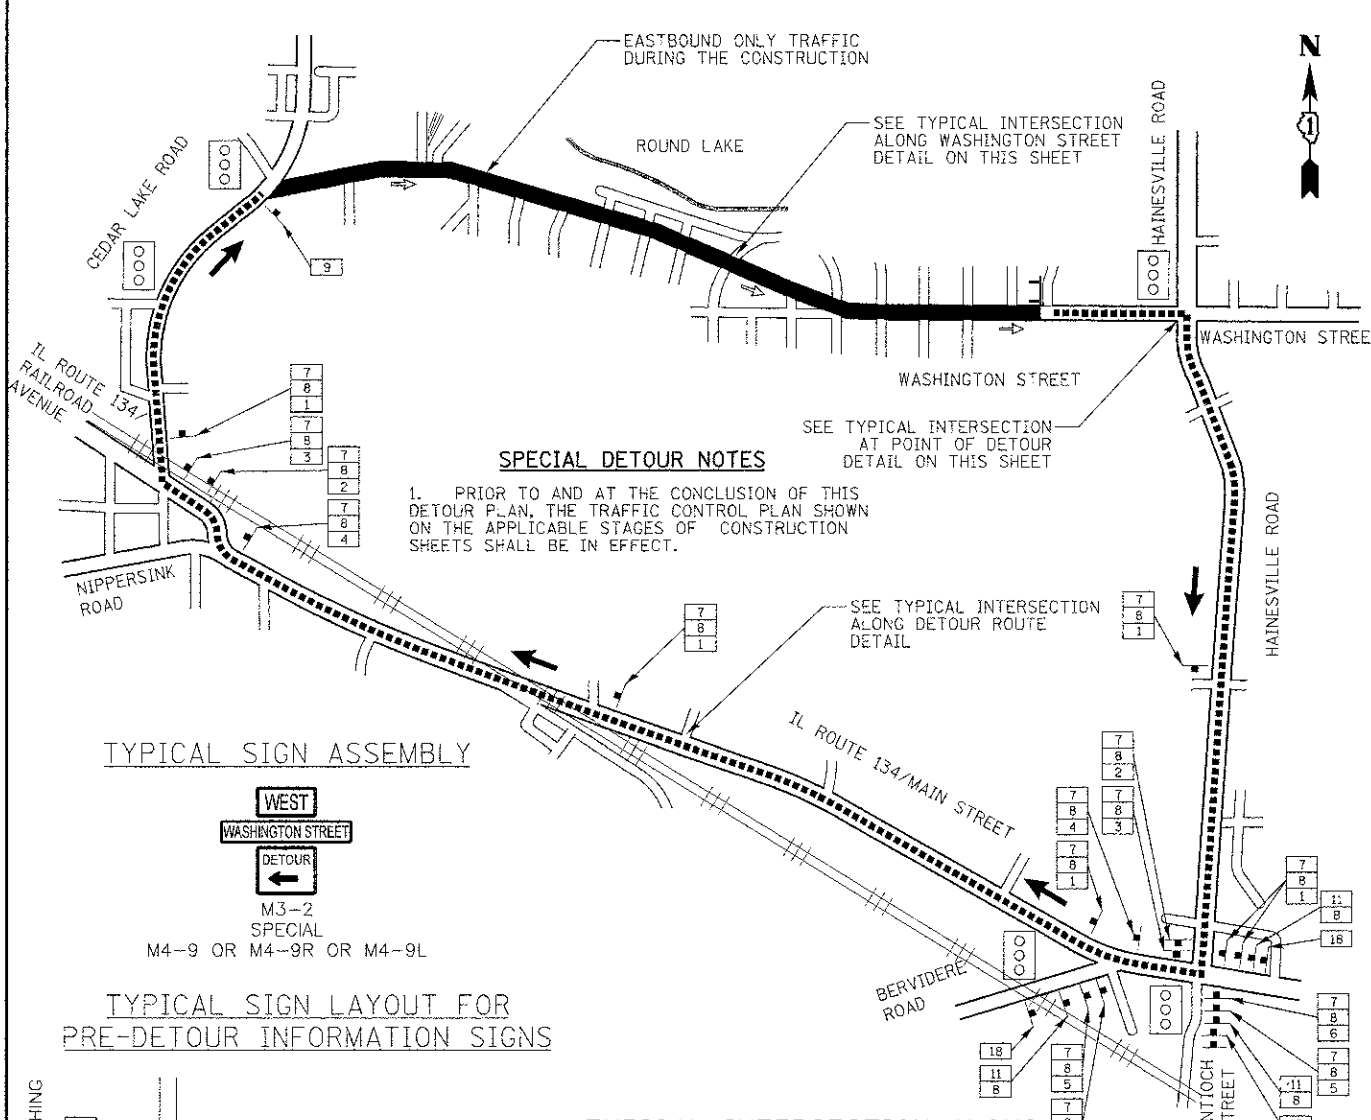 EASTBOUND ONLY TRAFFIC
DURING THE CONSTRUCTION
N
1
HAINESVILLE ROAD
SEE TYPICAL INTERSECTION
ALONG WASHINGTON STREET
DETAIL ON THIS SHEET
ROUND LAKE
CEDAR LAKE ROAD
9
WASHINGTON STREE
WASHINGTON STREET
IL ROUTE 134/
RAILROAD
AVENUE
7
8
1
7
8
3
7
8
2
7
8
4
SEE TYPICAL INTERSECTION
AT POINT OF DETOUR
DETAIL ON THIS SHEET
SPECIAL DETOUR NOTES
1. PRIOR TO AND AT THE CONCLUSION OF THIS
DETOUR PLAN, THE TRAFFIC CONTROL PLAN SHOWN
ON THE APPLICABLE STAGES OF CONSTRUCTION
SHEETS SHALL BE IN EFFECT.
HAINESVILLE ROAD
NIPPERSINK
ROAD
7
8
1
SEE TYPICAL INTERSECTION
ALONG DETOUR ROUTE
DETAIL
7
8
1
IL ROUTE 134/MAIN STREET
TYPICAL SIGN ASSEMBLY
WEST
WASHINGTON STREET
DETOUR
M3-2
SPECIAL
M4-9 OR M4-9R OR M4-9L
7
8
2
7
8
4
7
8
3
7
8
1
7
8
1
11
8
18
BERVIDERE
ROAD
TYPICAL SIGN LAYOUT FOR
PRE-DETOUR INFORMATION SIGNS
18
11
8
7
8
5
7
7
8
6
7
8
5
11
8
NTIOCH
TREET
HING